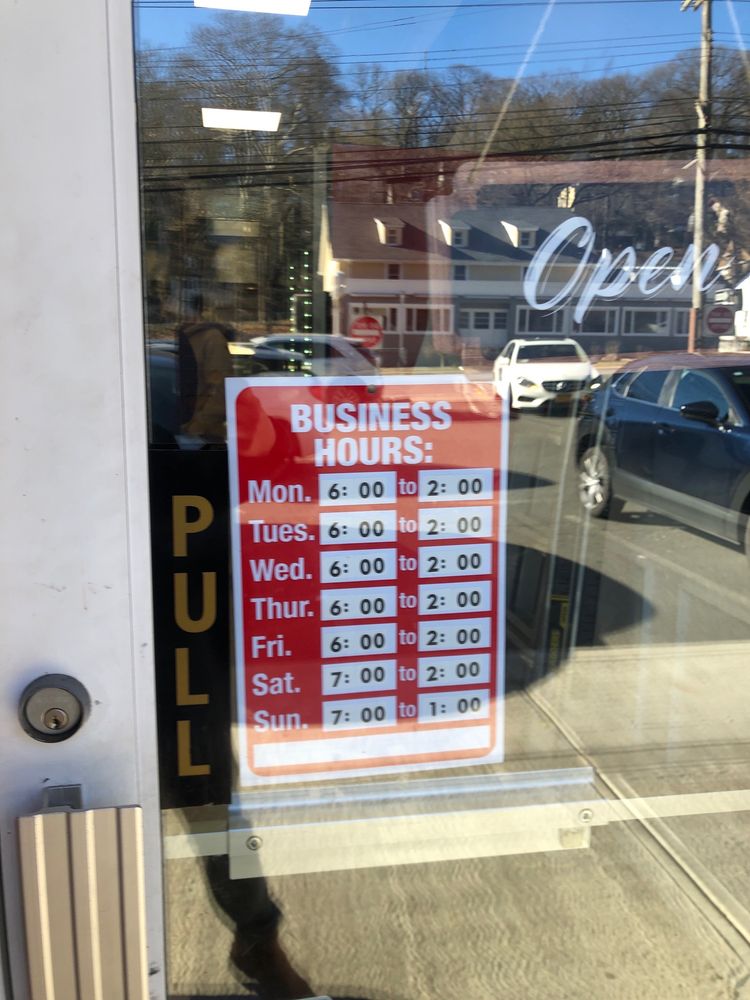 Open
BUSINESS
HOURS:
Mon. 6: 00 to 2: 00
Tues. 6: 00 to 2: 00
Wed. 6: 00 to 2: 00
Thur. 6: 00 to 2: 00
Fri. 6: 00 to 2: 00
Sat. 7: 00 to 2: 00
Sun. 7: 00 to 1: 00
PULL